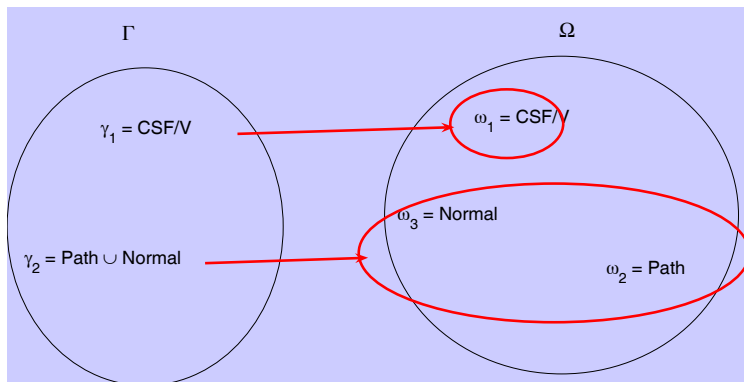 Γ Ω
γ1 = CSF/V ω1 = CSF/V
ω3 = Normal
γ2 = Path ∪ Normal ω2 = Path